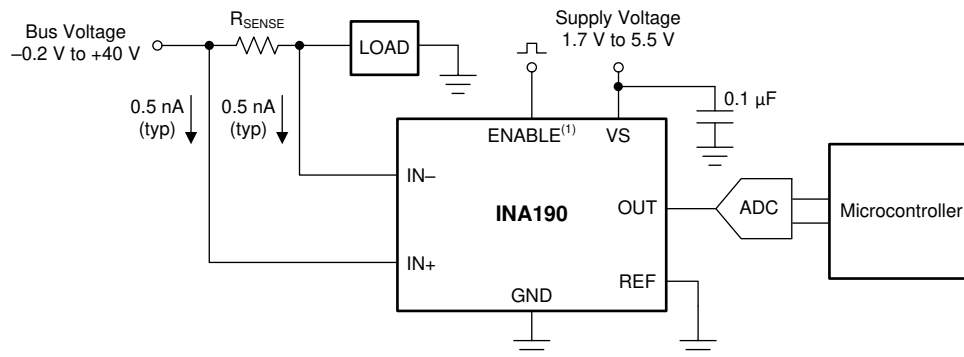 Bus Voltage
–0.2 V to +40 V
R_SENSE
LOAD
Supply Voltage
1.7 V to 5.5 V
0.5 nA
(typ)
0.5 nA
(typ)
0.1 µF
ENABLE(1)
VS
IN–
INA190
OUT
ADC
Microcontroller
IN+
REF
GND